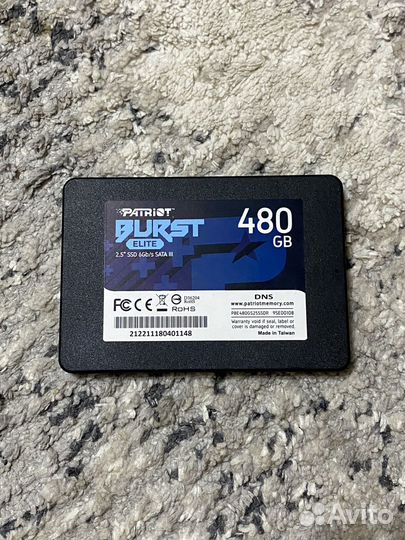 PATRIOT
BURST
ELITE
2.5" SSD 6Gb/s SATA III
480
GB
DNS
www.patriotmemory.com
PBE480GS25SSDR
Warranty void if seal, label or
cover is damaged or removed.
Made in Taiwan
RoHS
212211180401148
Avito